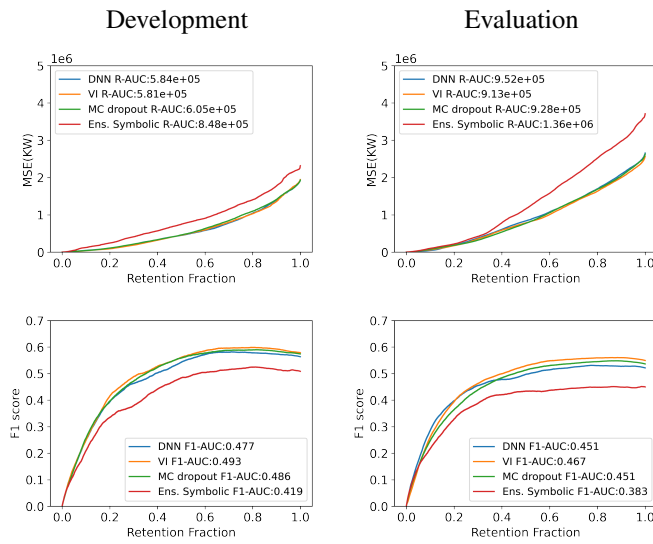 Development
Evaluation
1e6
5
4
3
2
1
0
MSE(KW)
DNN R-AUC:5.84e+05
VI R-AUC:5.81e+05
MC dropout R-AUC:6.05e+05
Ens. Symbolic R-AUC:8.48e+05
0.0 0.2 0.4 0.6 0.8 1.0
Retention Fraction
1e6
5
4
3
2
1
0
MSE(KW)
DNN R-AUC:9.52e+05
VI R-AUC:9.13e+05
MC dropout R-AUC:9.28e+05
Ens. Symbolic R-AUC:1.36e+06
0.0 0.2 0.4 0.6 0.8 1.0
Retention Fraction
0.7
0.6
0.5
0.4
0.3
0.2
0.1
0.0
F1 score
DNN F1-AUC:0.477
VI F1-AUC:0.493
MC dropout F1-AUC:0.486
Ens. Symbolic F1-AUC:0.419
0.0 0.2 0.4 0.6 0.8 1.0
Retention Fraction
0.7
0.6
0.5
0.4
0.3
0.2
0.1
0.0
F1 score
DNN F1-AUC:0.451
VI F1-AUC:0.467
MC dropout F1-AUC:0.451
Ens. Symbolic F1-AUC:0.383
0.0 0.2 0.4 0.6 0.8 1.0
Retention Fraction